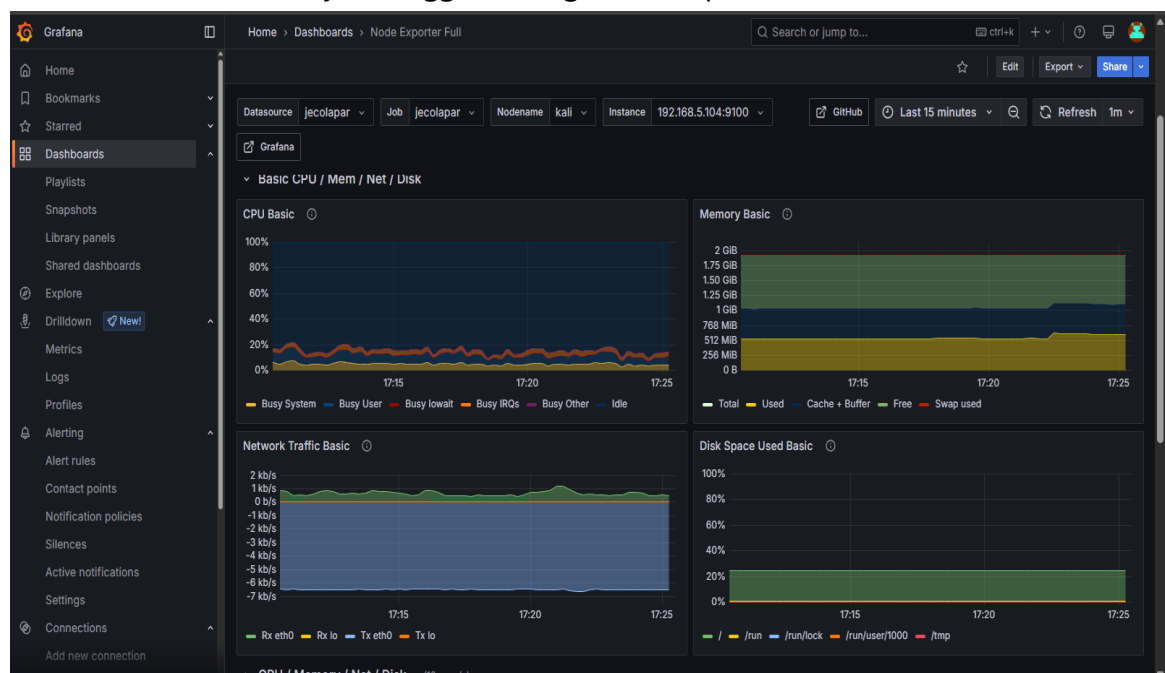 Grafana
Home › Dashboards › Node Exporter Full
Search or jump to...
ctrl+k
Home
Bookmarks
Starred
Dashboards
Playlists
Snapshots
Library panels
Shared dashboards
Explore
Drilldown New!
Metrics
Logs
Profiles
Alerting
Alert rules
Contact points
Notification policies
Silences
Active notifications
Settings
Connections
Add new connection
Edit Export Share
Datasource jecolapar Job jecolapar Nodename kali Instance 192.168.5.104:9100 GitHub Last 15 minutes Refresh 1m
Grafana
Basic CPU / Mem / Net / Disk
CPU Basic
100%
80%
60%
40%
20%
0%
17:15 17:20 17:25
Busy System Busy User Busy Iowait Busy IRQs Busy Other Idle
Memory Basic
2 GiB
1.75 GiB
1.50 GiB
1.25 GiB
1 GiB
768 MiB
512 MiB
256 MiB
0 B
17:15 17:20 17:25
Total Used Cache + Buffer Free Swap used
Network Traffic Basic
2 kb/s
1 kb/s
0 b/s
-1 kb/s
-2 kb/s
-3 kb/s
-4 kb/s
-5 kb/s
-6 kb/s
-7 kb/s
17:15 17:20 17:25
Rx eth0 Rx lo Tx eth0 Tx lo
Disk Space Used Basic
100%
80%
60%
40%
20%
0%
17:15 17:20 17:25
/ /run /run/lock /run/user/1000 /tmp
CPU / Memory / Net / Disk